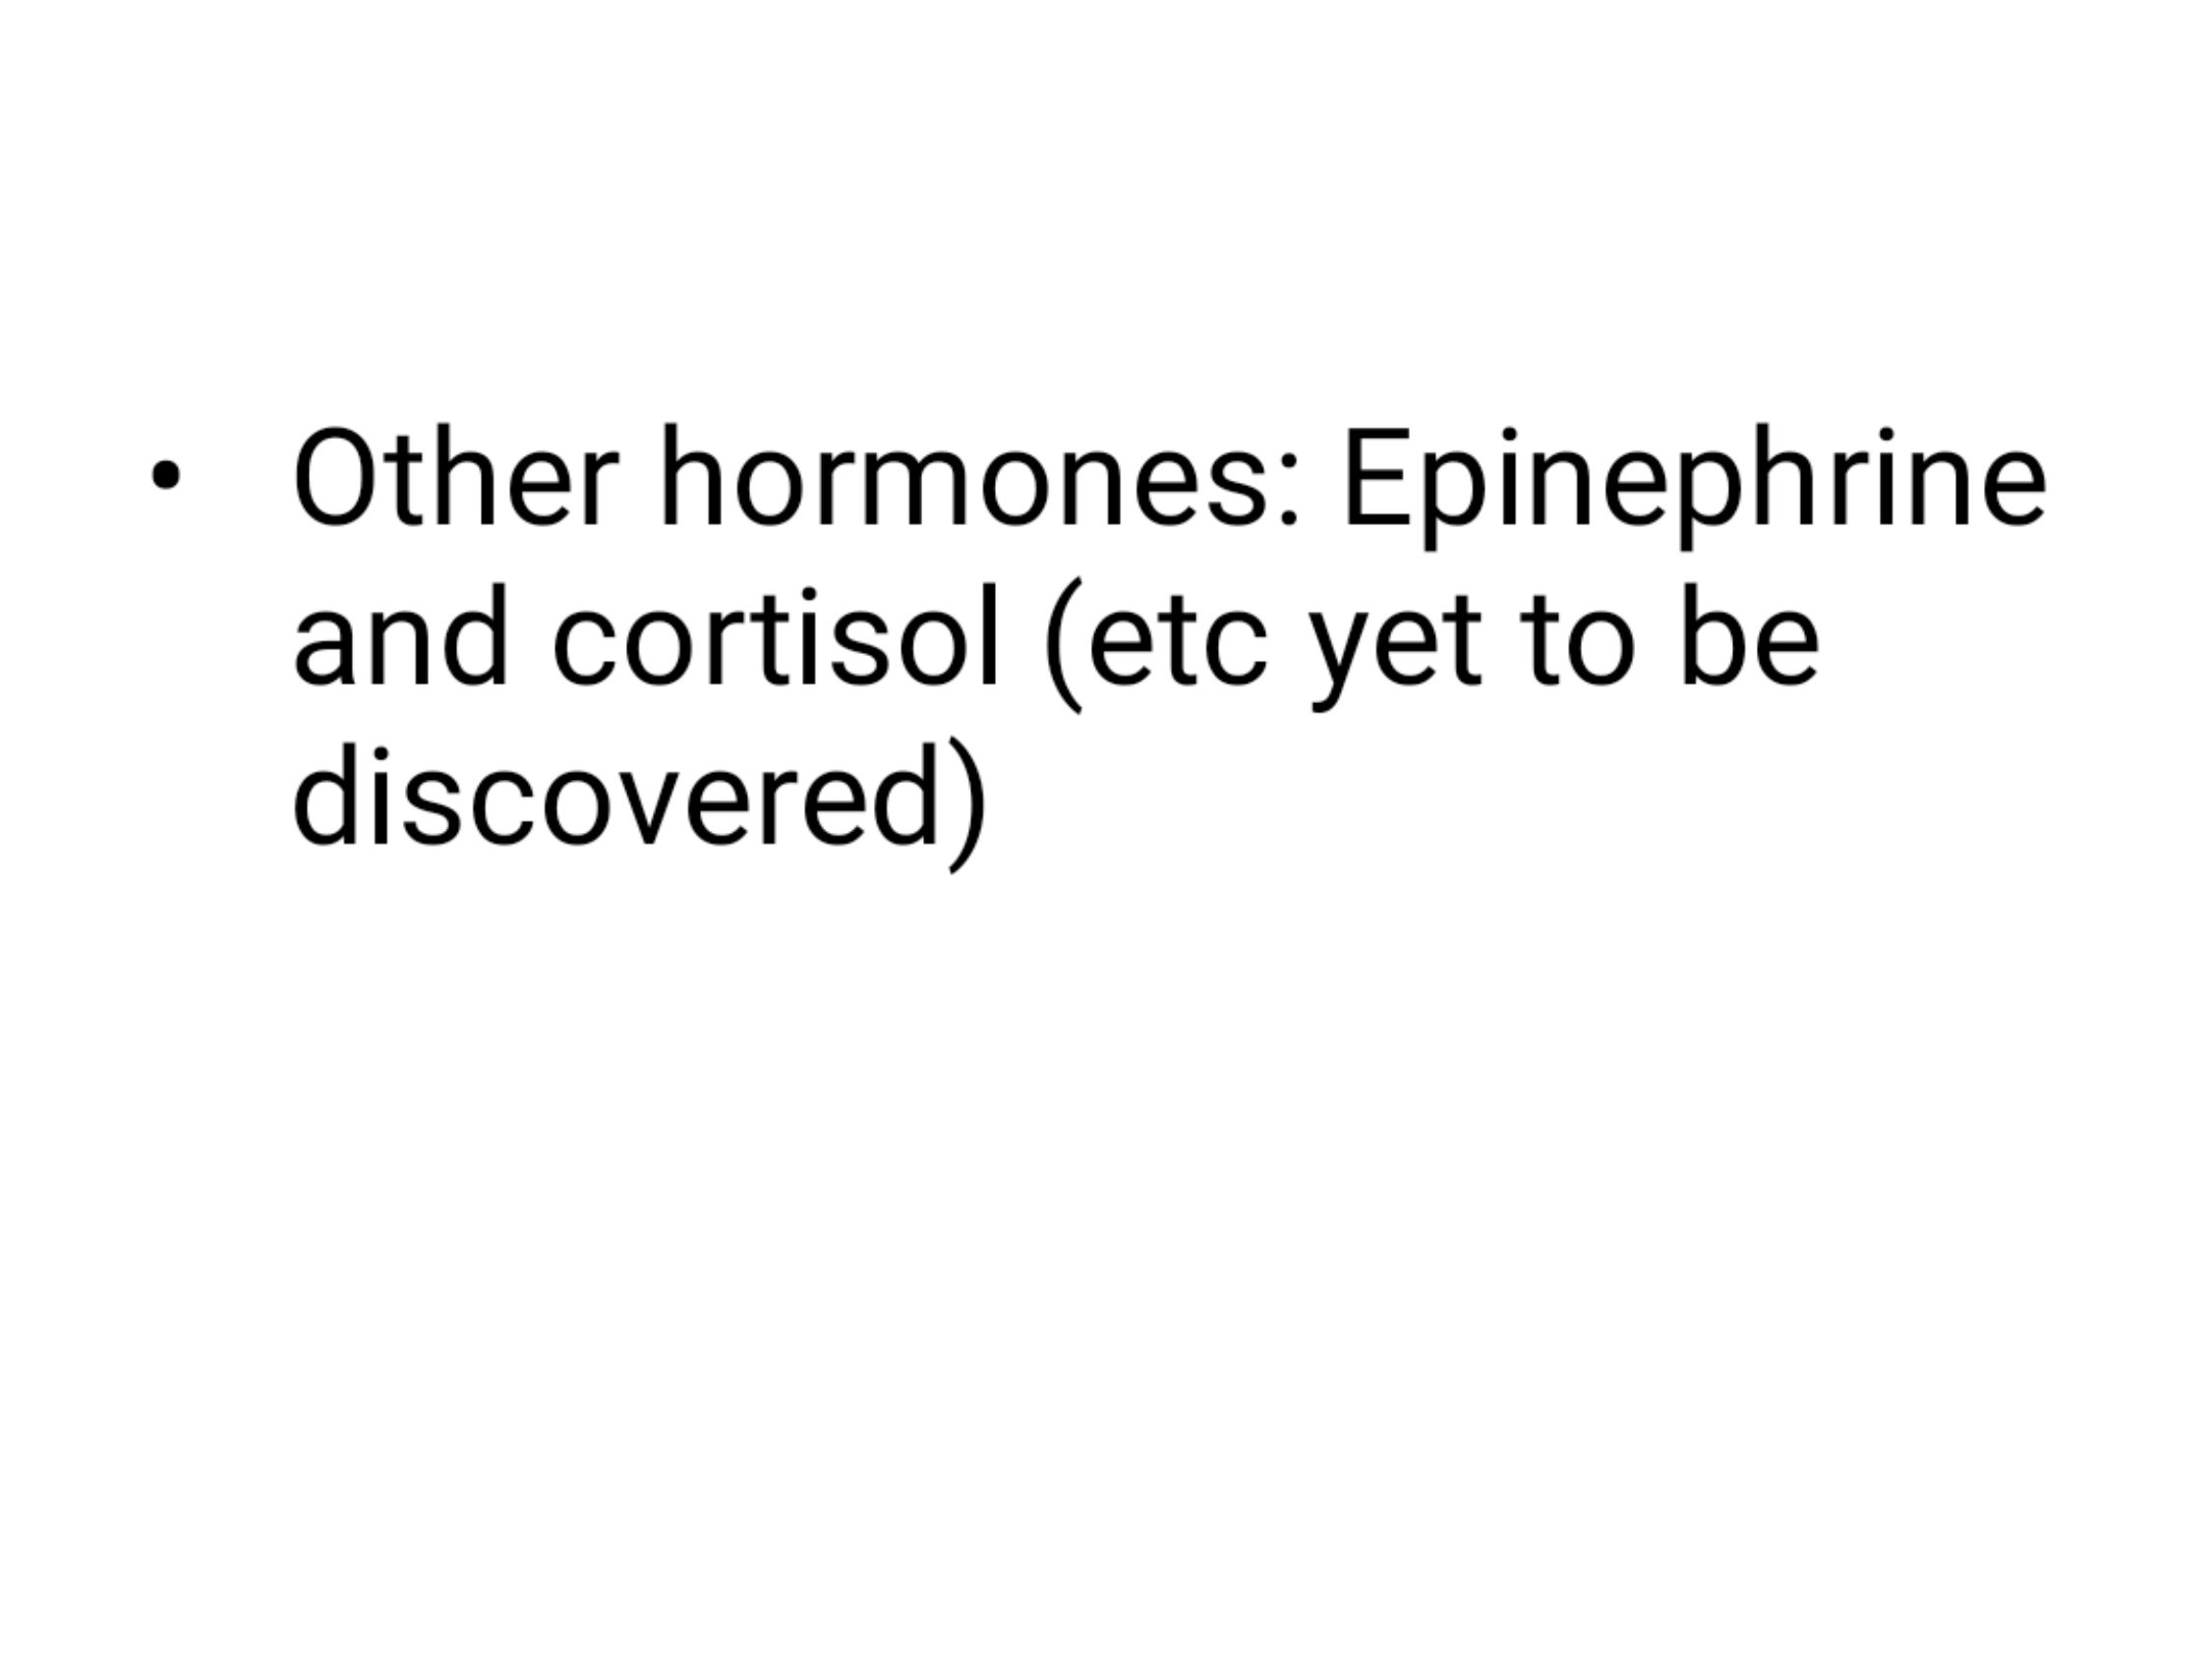 • Other hormones: Epinephrine
and cortisol (etc yet to be
discovered)